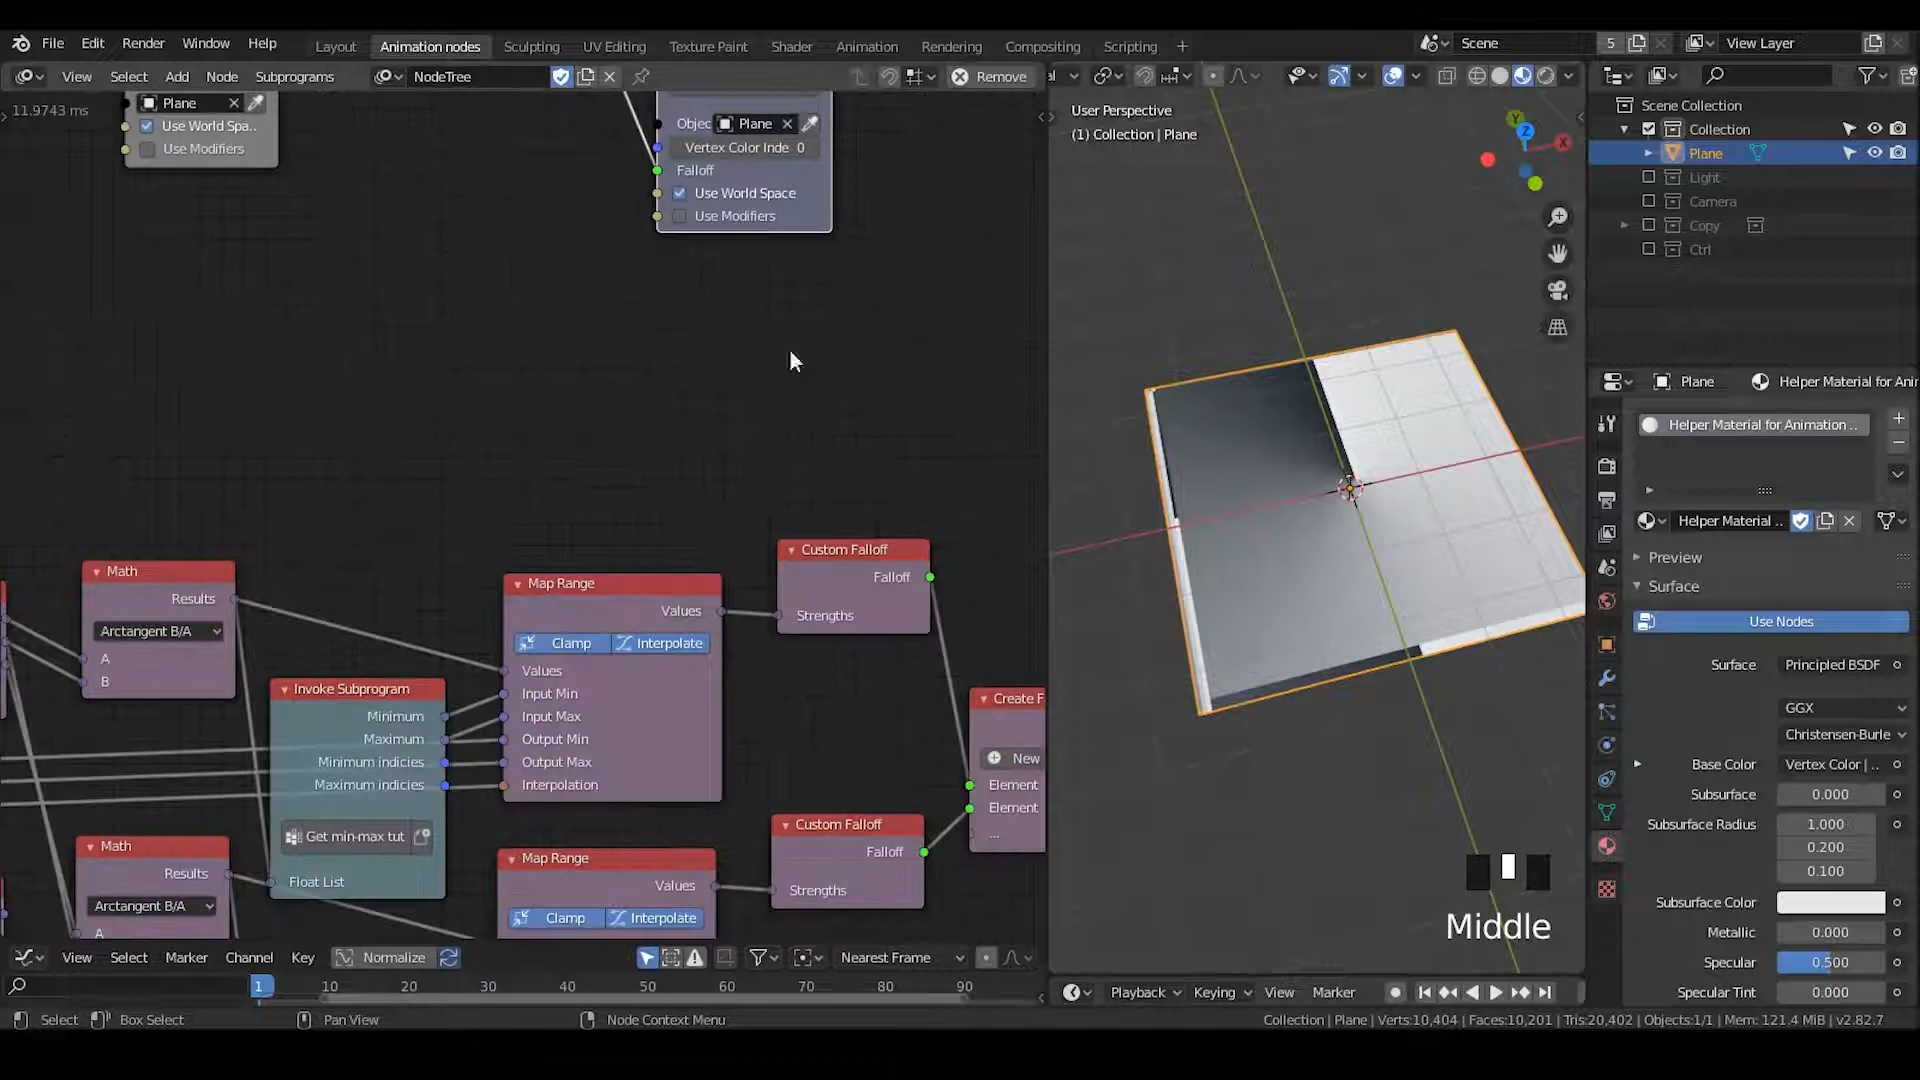 File Edit Render Window Help Layout Animation nodes Sculpting UV Editing Texture Paint Shader Animation Rendering Compositing Scripting + Scene 5 View Layer
View Select Add Node Subprograms NodeTree Remove
11.9743 ms
Plane
Use World Spa..
Use Modifiers
Objec Plane
Vertex Color Inde 0
Falloff
Use World Space
Use Modifiers
Math
Results
Arctangent B/A
A
B
Invoke Subprogram
Minimum
Maximum
Minimum indicies
Maximum indicies
Get min-max tut
Float List
Math
Results
Arctangent B/A
A
Map Range
Values
Clamp Interpolate
Values
Input Min
Input Max
Output Min
Output Max
Interpolation
Map Range
Values
Clamp Interpolate
Custom Falloff
Falloff
Strengths
Custom Falloff
Falloff
Strengths
Create F
New
Element
Element
...
User Perspective
(1) Collection | Plane
Y
Z
X
Middle
Scene Collection
Collection
Plane
Light
Camera
Copy
Ctrl
Plane Helper Material for Anir
Helper Material for Animation ..
Helper Material ..
Preview
Surface
Use Nodes
Surface Principled BSDF
GGX
Christensen-Burle
Base Color Vertex Color | ..
Subsurface 0.000
Subsurface Radius 1.000
0.200
0.100
Subsurface Color
Metallic 0.000
Specular 0.500
Specular Tint 0.000
View Select Marker Channel Key Normalize Nearest Frame
1 10 20 30 40 50 60 70 80 90
Playback Keying View Marker
Select Box Select Pan View Node Context Menu
Collection | Plane | Verts:10,404 | Faces:10,201 | Tris:20,402 | Objects:1/1 | Mem: 121.4 MiB | v2.82.7